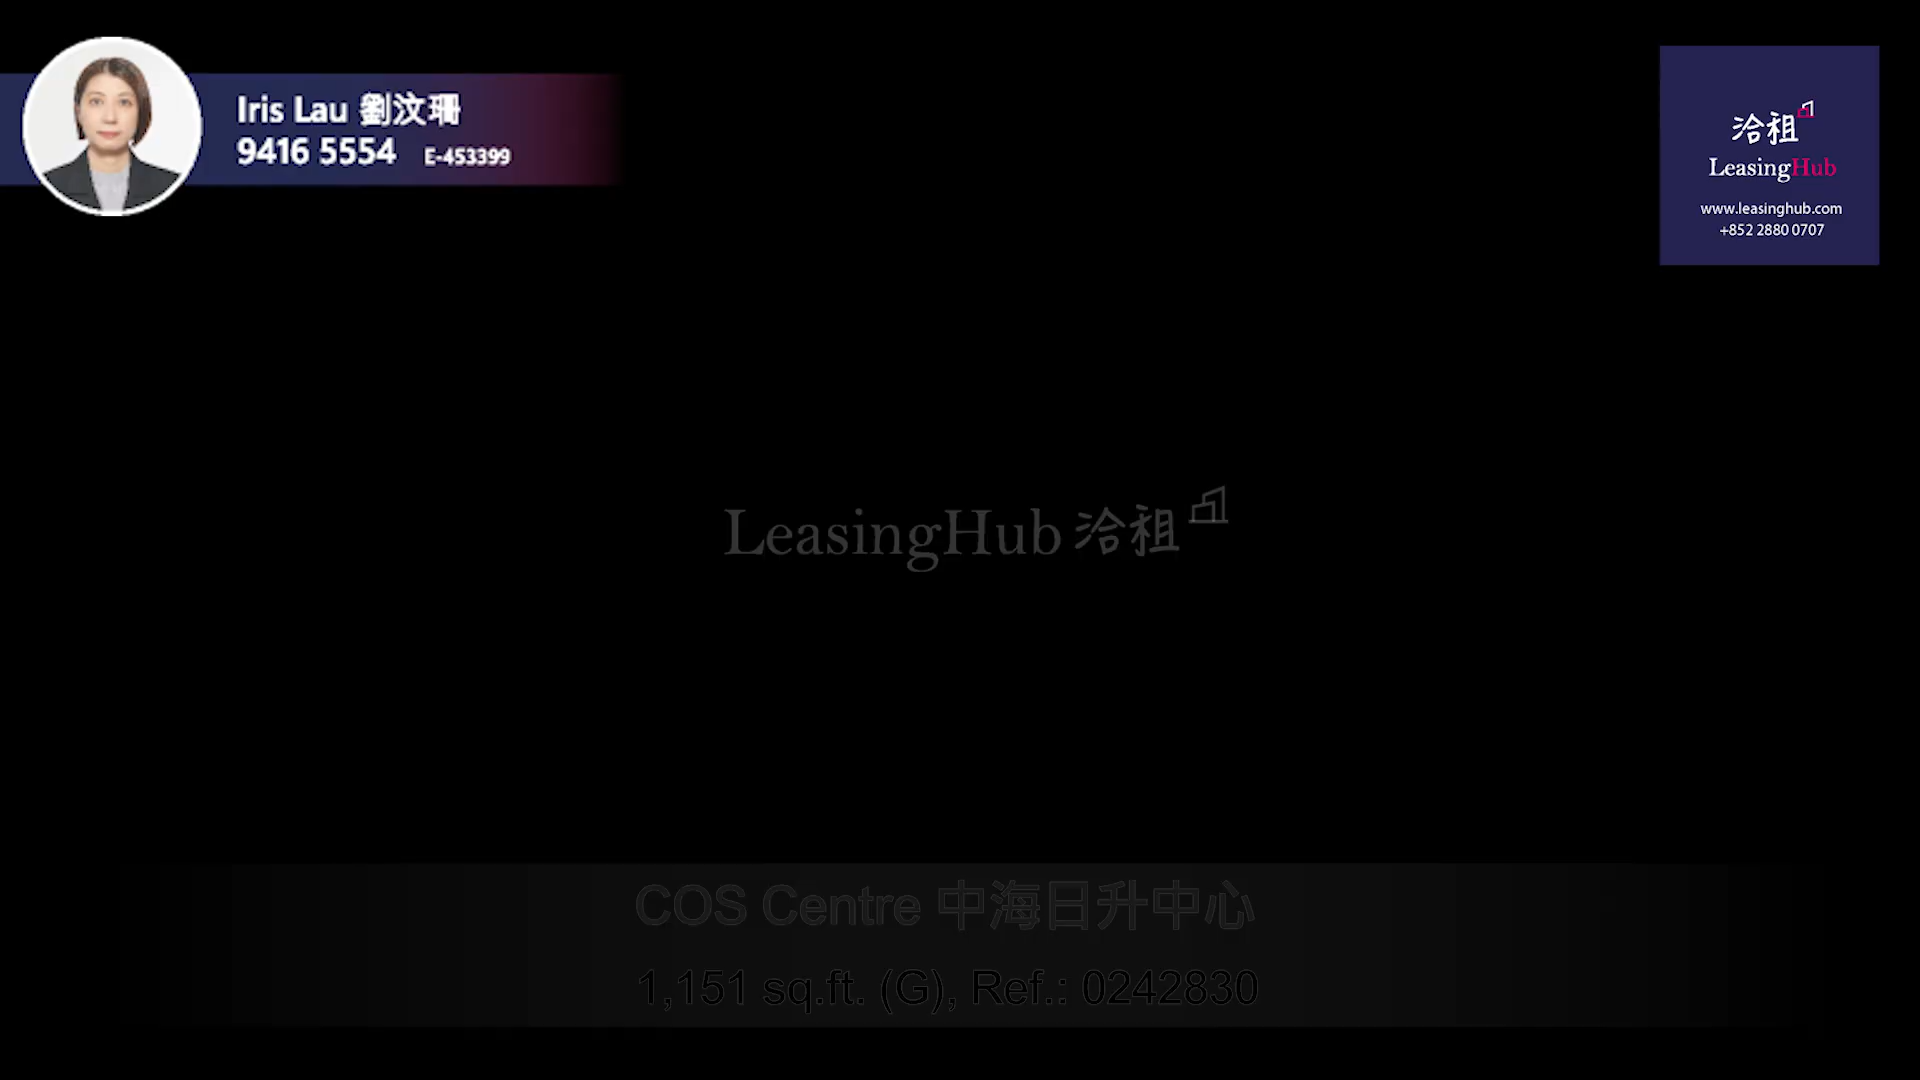 Iris Lau 劉汶珊
9416 5554 E-453399
洽租
LeasingHub
www.leasinghub.com
+852 2880 0707
LeasingHub 洽租
COS Centre 中海日升中心
1,151 sq.ft. (G), Ref.: 0242830